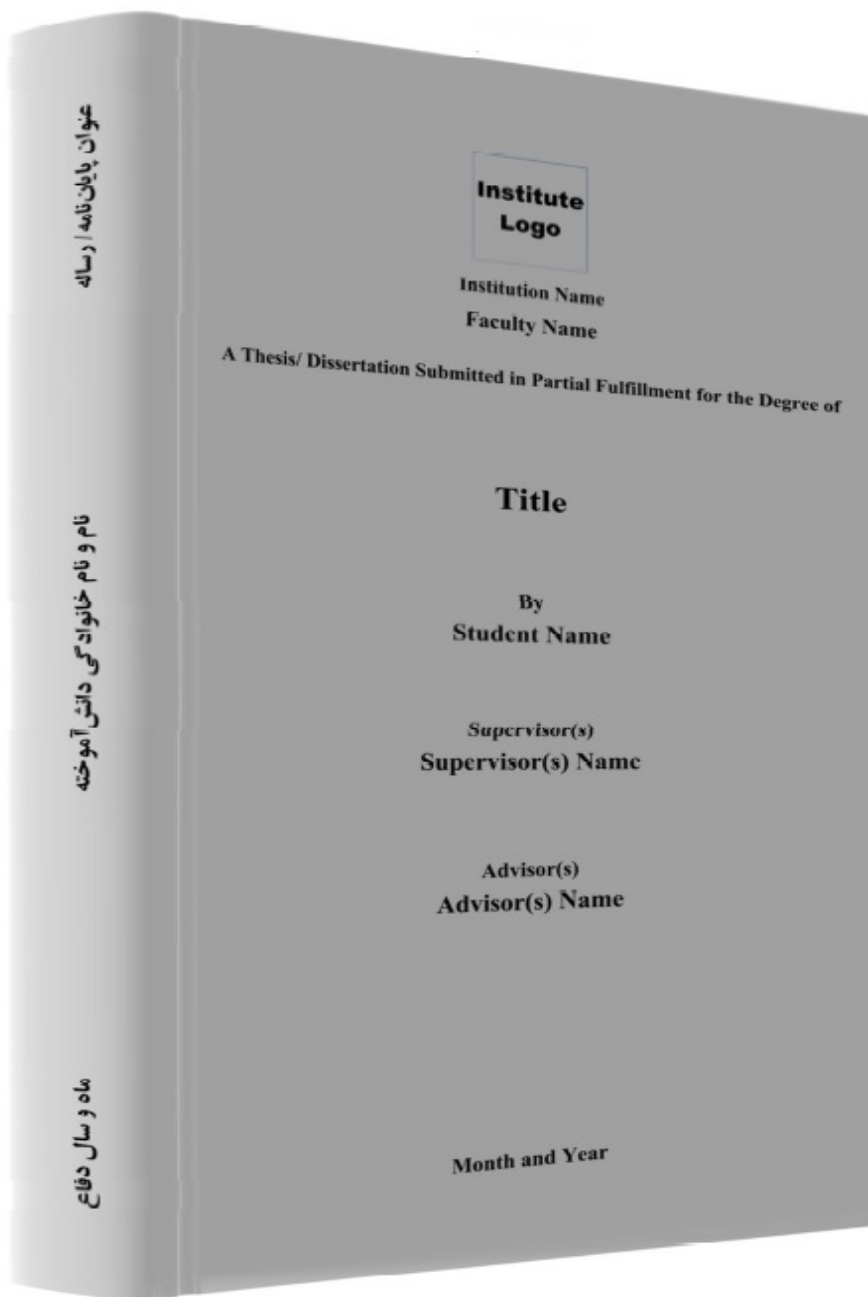 عنوان پایان‌نامه / رساله
نام و نام خانوادگی دانش‌آموخته
ماه و سال دفاع
Institute
Logo
Institution Name
Faculty Name
A Thesis/ Dissertation Submitted in Partial Fulfillment for the Degree of
Title
By
Student Name
Supervisor(s)
Supervisor(s) Name
Advisor(s)
Advisor(s) Name
Month and Year